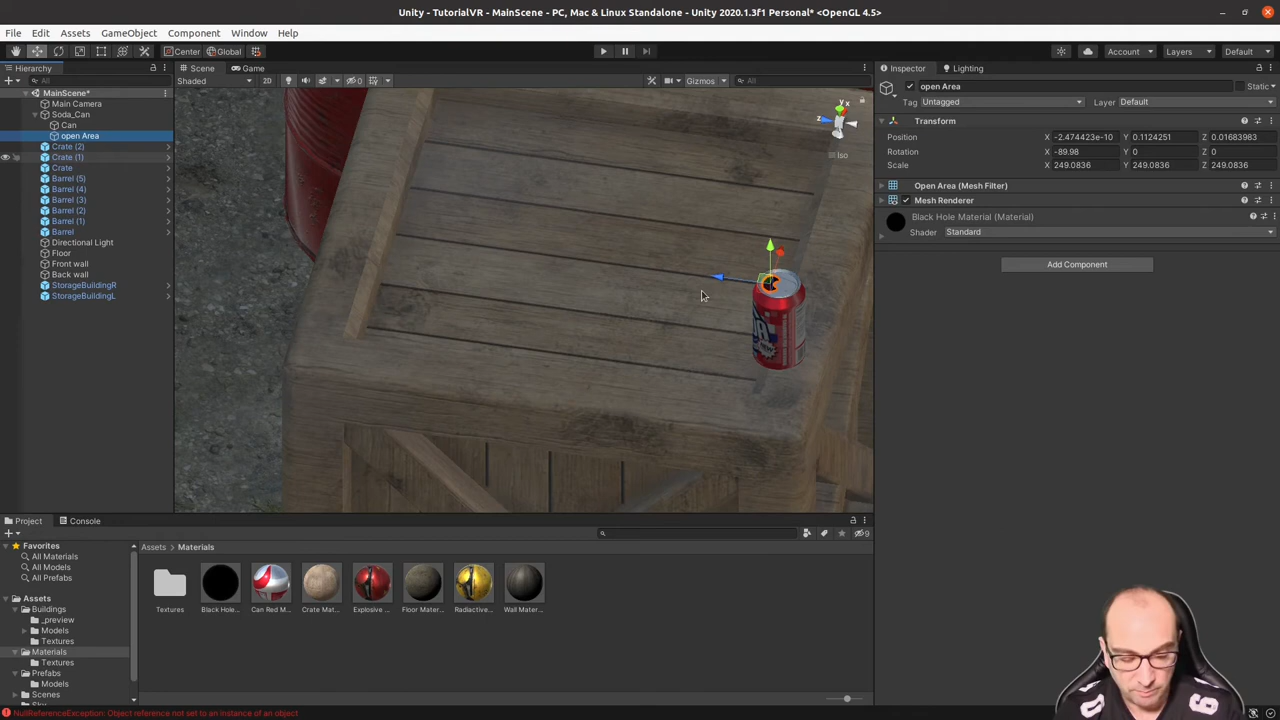 Unity - TutorialVR - MainScene - PC, Mac & Linux Standalone - Unity 2020.1.3f1 Personal* <OpenGL 4.5>
File Edit Assets GameObject Component Window Help
Center Global Account Layers Default
Hierarchy Scene Game Inspector Lighting
All Shaded 2D 0 Gizmos All open Area Static
MainScene*
Main Camera Tag Untagged Layer Default
Soda_Can
Can Transform
open Area Position X -2.474423e-10 Y 0.1124251 Z 0.01683983
Crate (2) Rotation X -89.98 Y 0 Z 0
Crate (1) Scale X 249.0836 Y 249.0836 Z 249.0836
Crate
Barrel (5) Open Area (Mesh Filter)
Barrel (4) Mesh Renderer
Barrel (3) Black Hole Material (Material)
Barrel (2) Shader Standard
Barrel (1)
Barrel
Directional Light
Floor
Front wall Add Component
Back wall
StorageBuildingR
StorageBuildingL
y x z Iso
NEW
Project Console
9
Favorites Assets > Materials
All Materials
All Models
All Prefabs
Assets
Buildings Textures Black Hole... Can Red M... Crate Mat... Explosive ... Floor Mater... Radiactive... Wall Mater...
_preview
Models
Textures
Materials
Textures
Prefabs
Models
Scenes
NullReferenceException: Object reference not set to an instance of an object